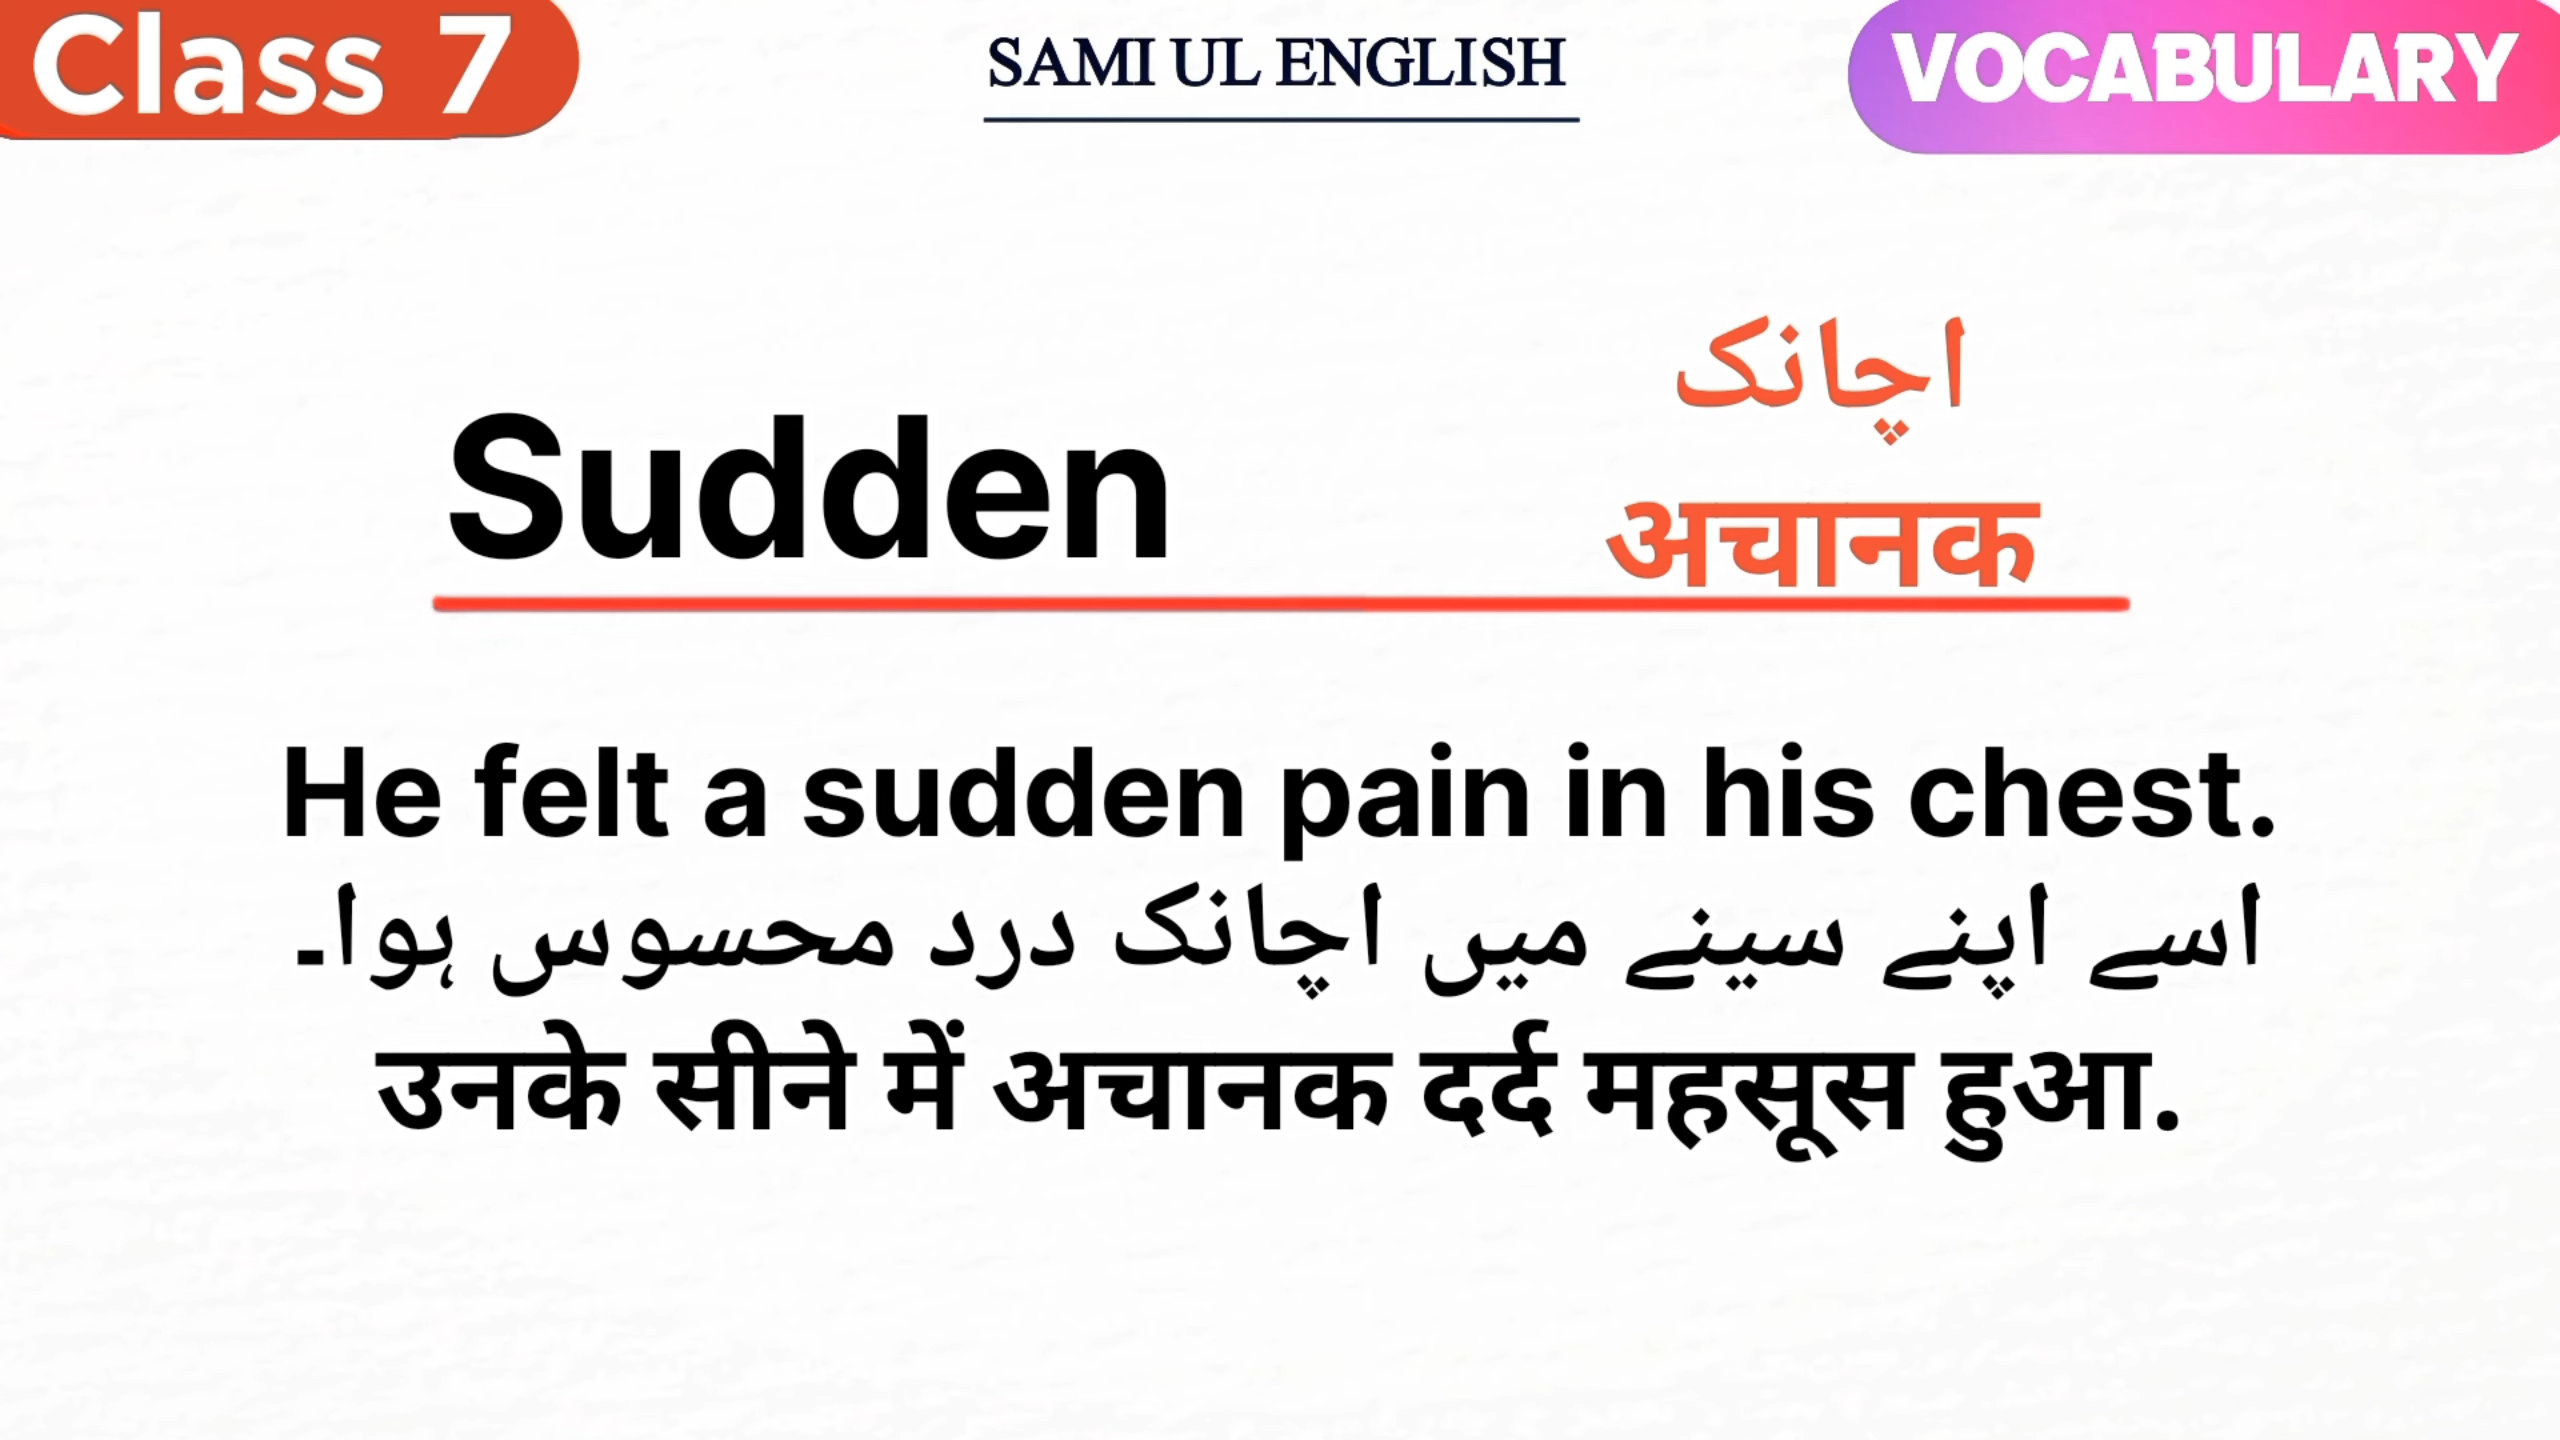 Class 7
SAMI UL ENGLISH
VOCABULARY
Sudden
اچانک
अचानक
He felt a sudden pain in his chest.
اسے اپنے سینے میں اچانک درد محسوس ہوا۔
उनके सीने में अचानक दर्द महसूस हुआ.